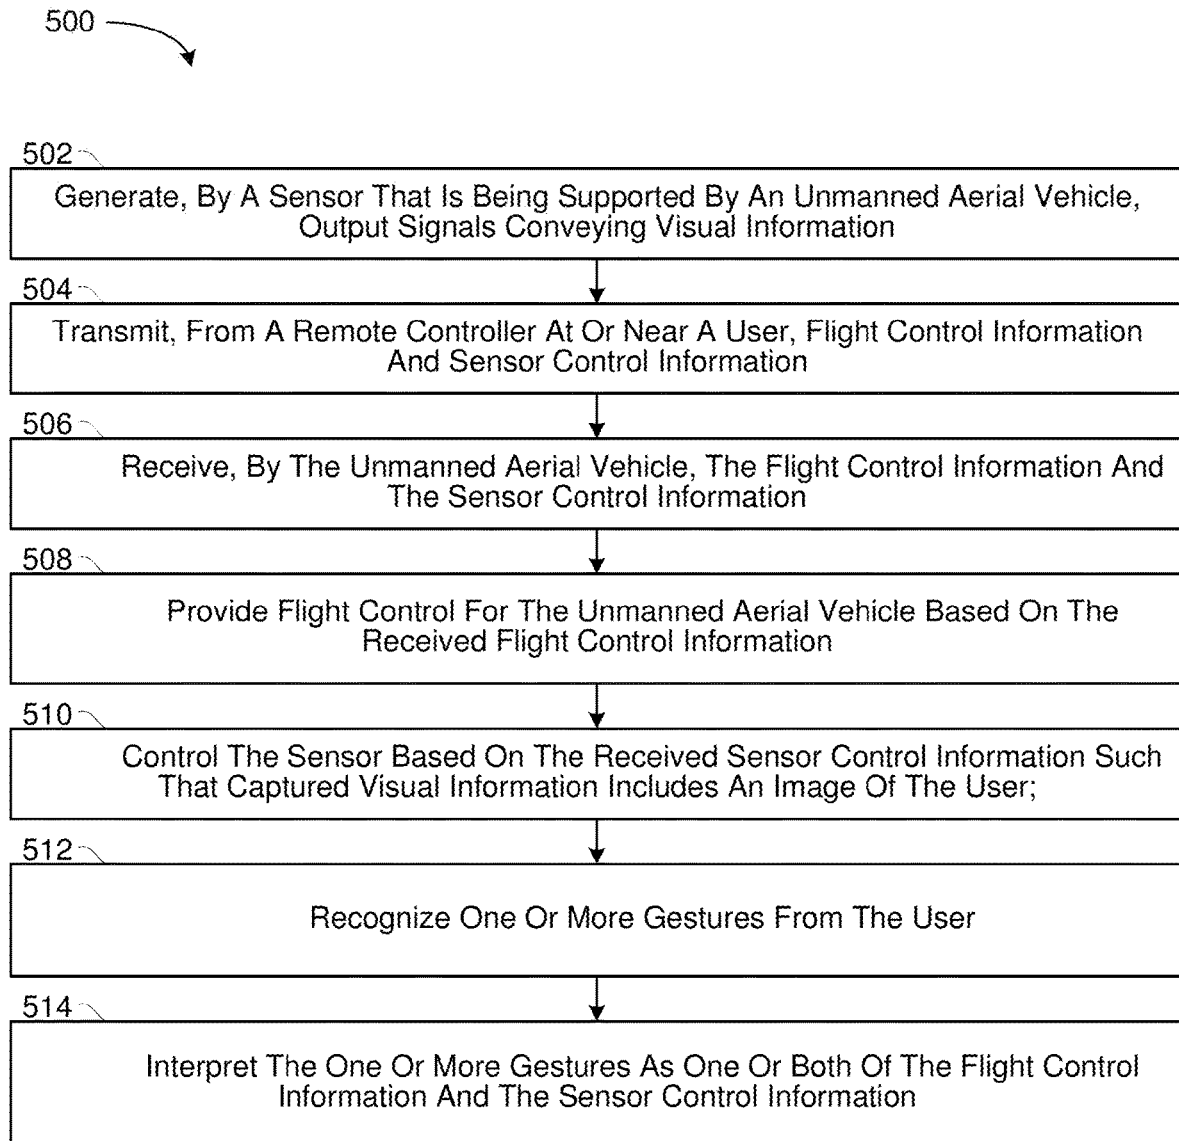 500
502
Generate, By A Sensor That Is Being Supported By An Unmanned Aerial Vehicle,
Output Signals Conveying Visual Information
504
Transmit, From A Remote Controller At Or Near A User, Flight Control Information
And Sensor Control Information
506
Receive, By The Unmanned Aerial Vehicle, The Flight Control Information And
The Sensor Control Information
508
Provide Flight Control For The Unmanned Aerial Vehicle Based On The
Received Flight Control Information
510
Control The Sensor Based On The Received Sensor Control Information Such
That Captured Visual Information Includes An Image Of The User;
512
Recognize One Or More Gestures From The User
514
Interpret The One Or More Gestures As One Or Both Of The Flight Control
Information And The Sensor Control Information